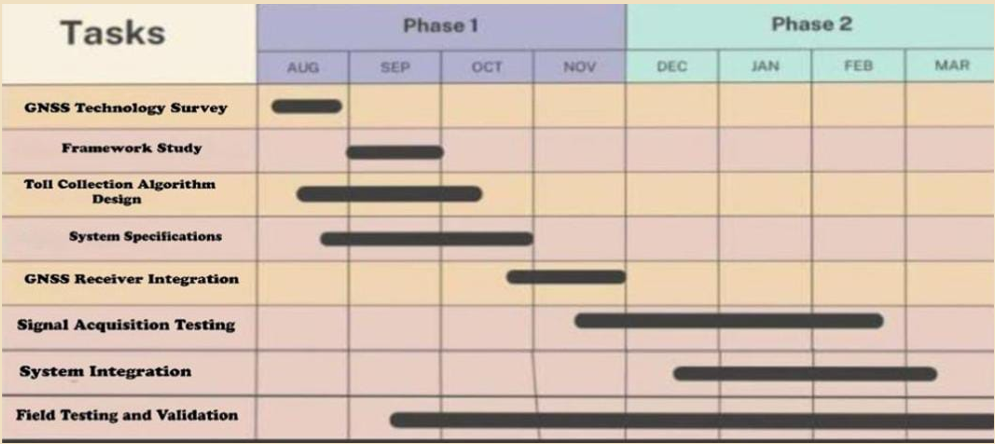 Tasks
Phase 1
Phase 2
AUG
SEP
OCT
NOV
DEC
JAN
FEB
MAR
GNSS Technology Survey
Framework Study
Toll Collection Algorithm
Design
System Specifications
GNSS Receiver Integration
Signal Acquisition Testing
System Integration
Field Testing and Validation